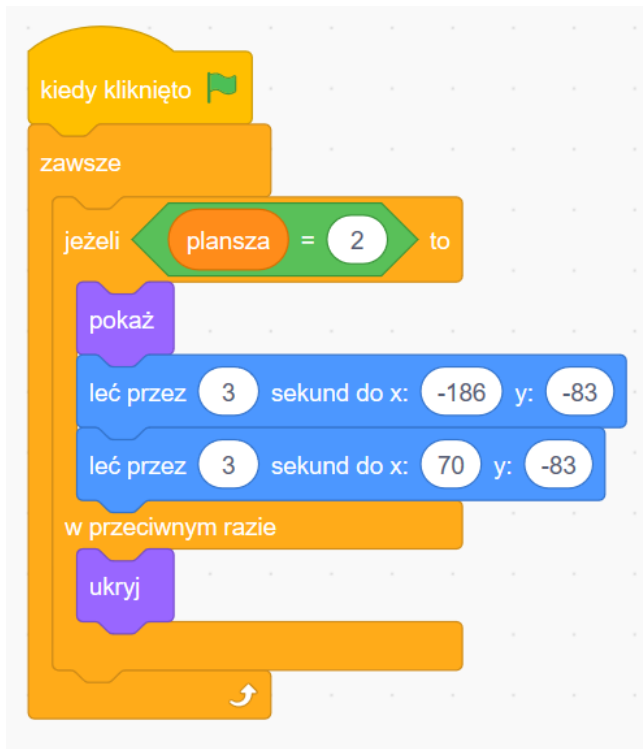 kiedy kliknięto
zawsze
jeżeli plansza = 2 to
pokaż
leć przez 3 sekund do x: -186 y: -83
leć przez 3 sekund do x: 70 y: -83
w przeciwnym razie
ukryj